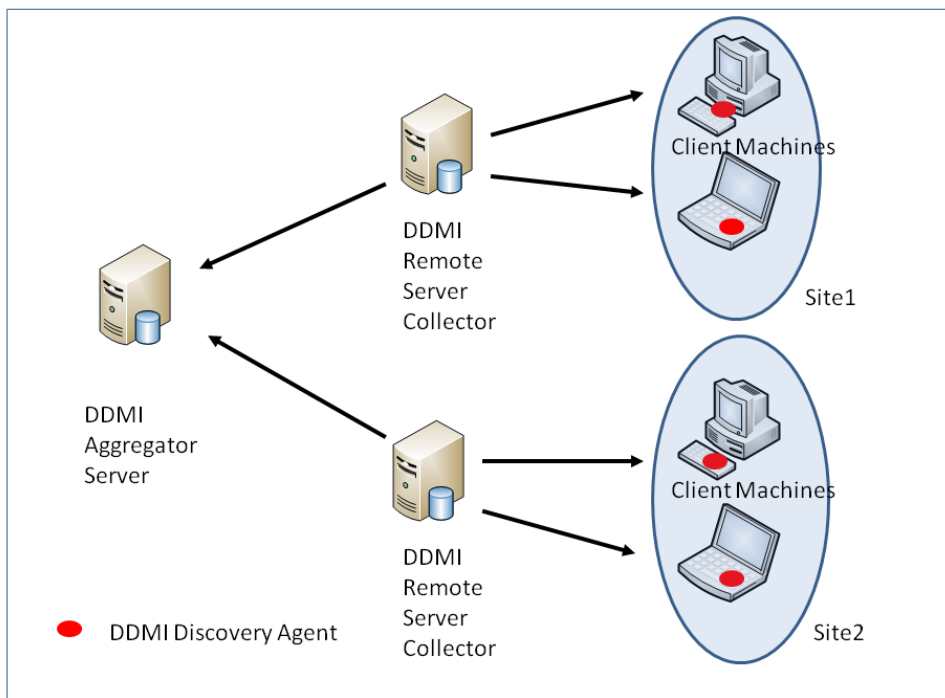 Client Machines
DDMI
Remote
Server
Collector
Site1
DDMI
Aggregator
Server
Client Machines
DDMI
Remote
Server
Collector
Site2
DDMI Discovery Agent